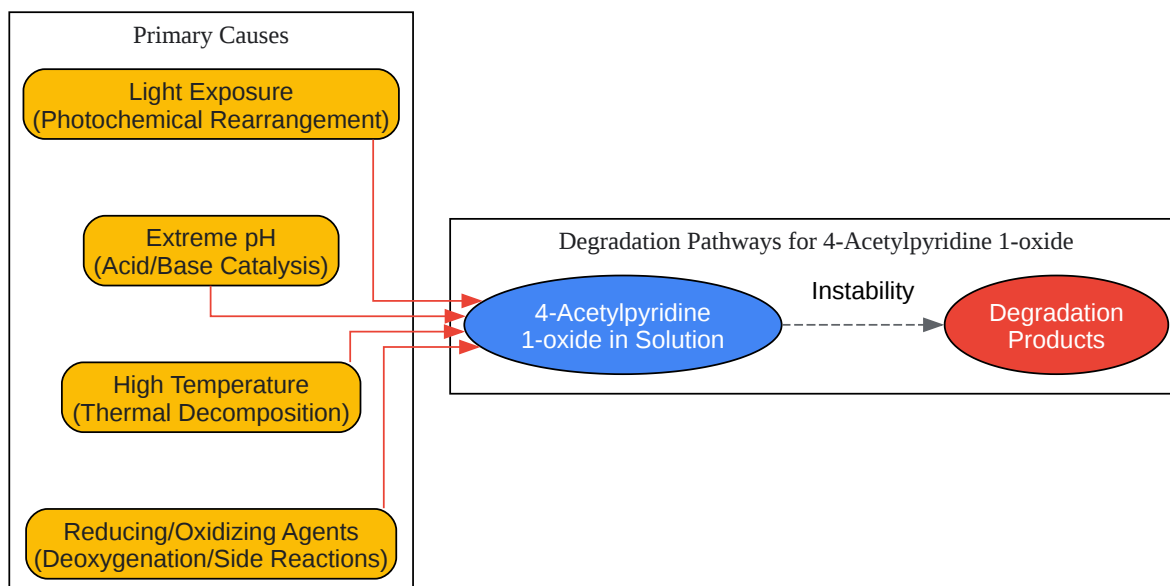 Primary Causes
Light Exposure
(Photochemical Rearrangement)
Extreme pH
(Acid/Base Catalysis)
High Temperature
(Thermal Decomposition)
Reducing/Oxidizing Agents
(Deoxygenation/Side Reactions)
Degradation Pathways for 4-Acetylpyridine 1-oxide
4-Acetylpyridine
1-oxide in Solution
Instability
Degradation
Products